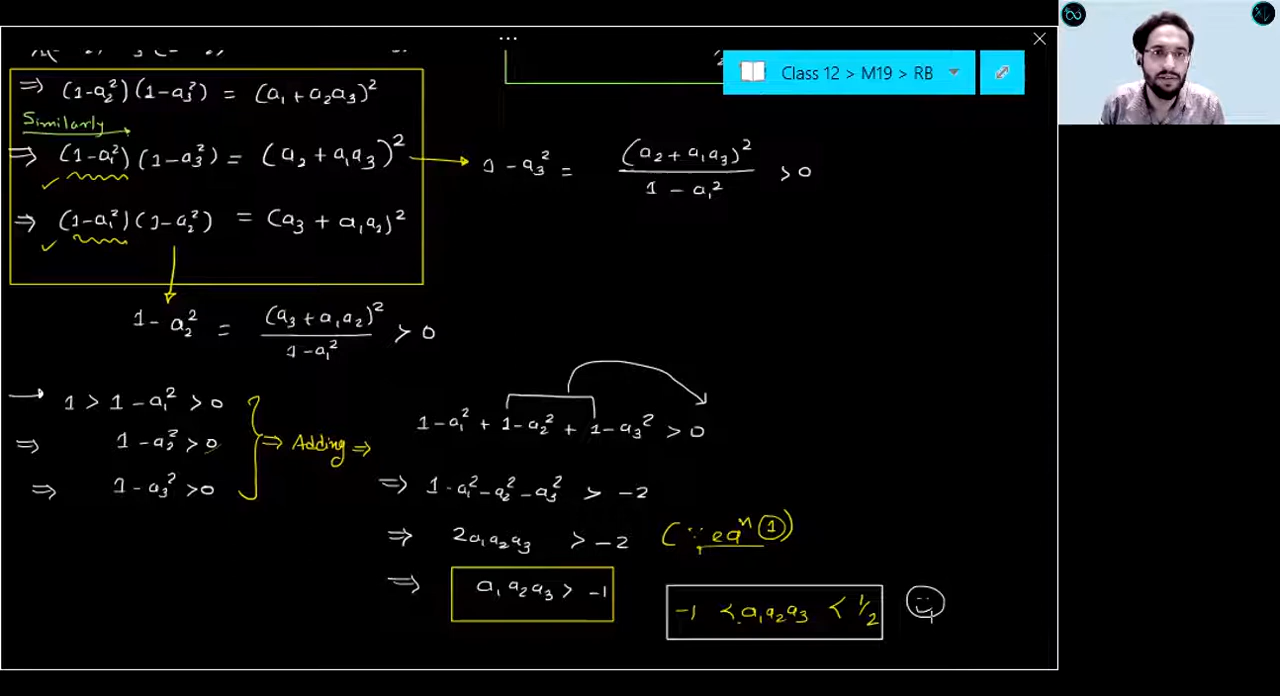 Class 12 > M19 > RB
⇒ (1-a₂²)(1-a₃²) = (a₁ + a₂a₃)²
Similarly
⇒ (1-a₁²)(1-a₃²) = (a₂ + a₁a₃)² → 1 - a₃² = (a₂ + a₁a₃)² / 1 - a₁² > 0
⇒ (1-a₁²)(1-a₂²) = (a₃ + a₁a₂)²
1 - a₂² = (a₃ + a₁a₂)² / 1-a₁² > 0
→ 1 > 1 - a₁² > 0
⇒ 1 - a₂² > 0
⇒ 1 - a₃² > 0
⇒ Adding ⇒
1-a₁² + 1-a₂² + 1-a₃² > 0
⇒ 1-a₁²-a₂²-a₃² > -2
⇒ 2a₁a₂a₃ > -2 (∵ eqⁿ ①)
⇒ a₁a₂a₃ > -1
-1 < a₁a₂a₃ < 1/2